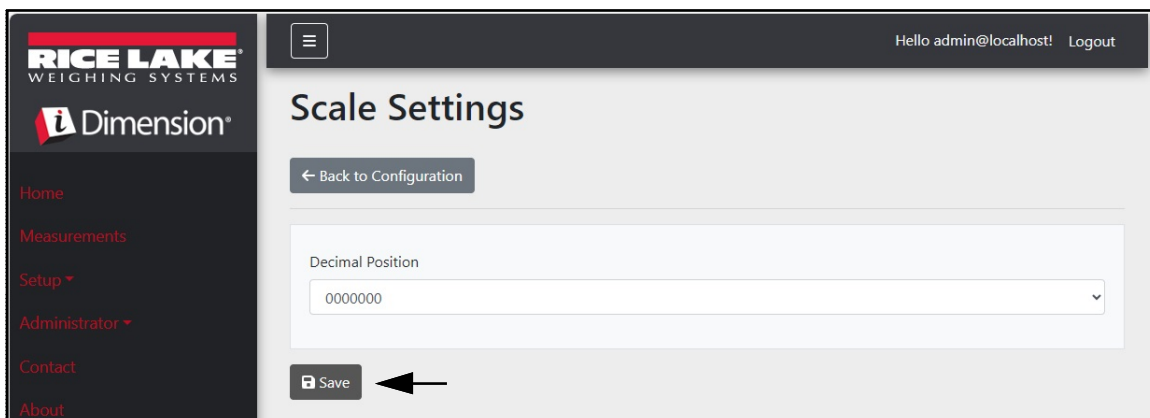 RICE LAKE®
WEIGHING SYSTEMS
i Dimension®
Home
Measurements
Setup
Administrator
Contact
About
Hello admin@localhost! Logout
Scale Settings
← Back to Configuration
Decimal Position
0000000
Save